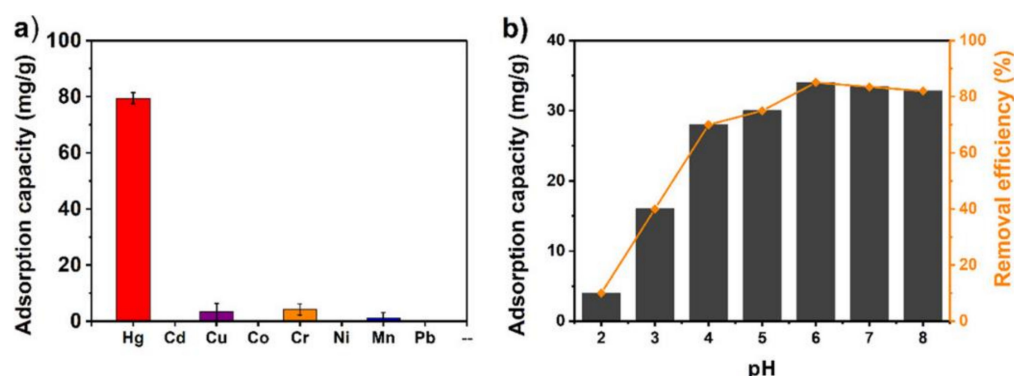 a)
Adsorption capacity (mg/g)
100
80
60
40
20
0
Hg Cd Cu Co Cr Ni Mn Pb --
b)
Adsorption capacity (mg/g)
40
30
20
10
0
2 3 4 5 6 7 8
pH
100
80
60
40
20
0
Removal efficiency (%)